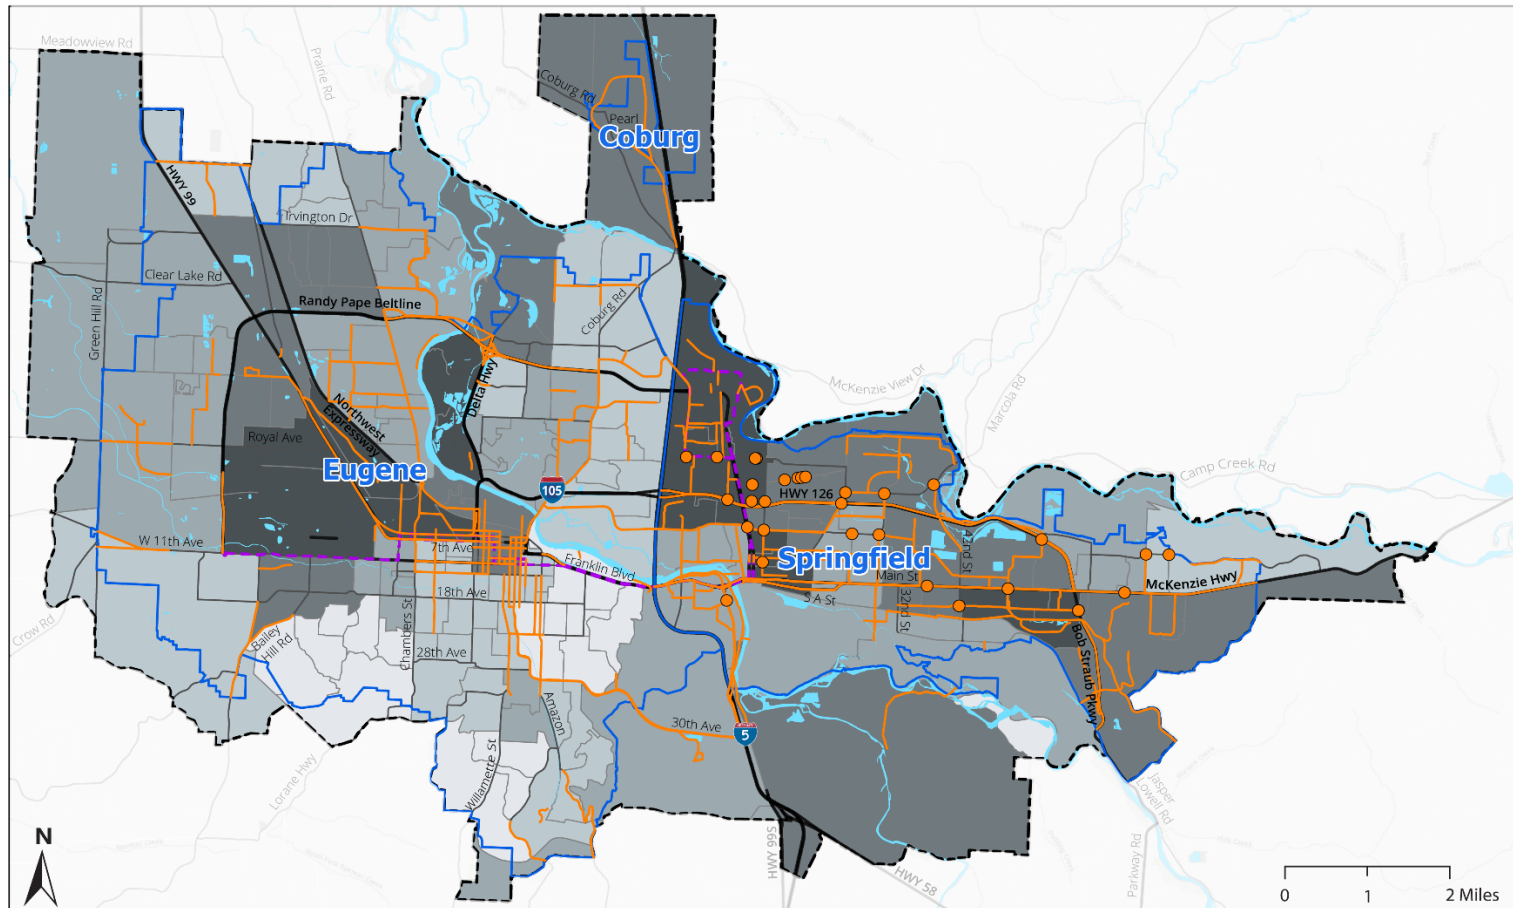 Meadowview Rd
Prairie Rd
Coburg Rd
Pearl
Coburg
HWY 99
Irvington Dr
Clear Lake Rd
Green Hill Rd
Randy Pape Beltline
Coburg Rd
Delta Hwy
McKenzie View Dr
Marcola Rd
Northwest
Expressway
Royal Ave
Eugene
Camp Creek Rd
105
HWY 126
W 11th Ave
7th Ave
Franklin Blvd
Springfield
42nd St
Main St
McKenzie Hwy
18th Ave
S A St
32nd St
Crow Rd
Bailey
Hill Rd
Chambers St
28th Ave
Bob Straub Pkwy
Amazon
30th Ave
5
Lorane Hwy
Willamette St
Jasper
Lowell Rd
HWY 99S
HWY 58
Parkway Rd
N
0 1 2 Miles